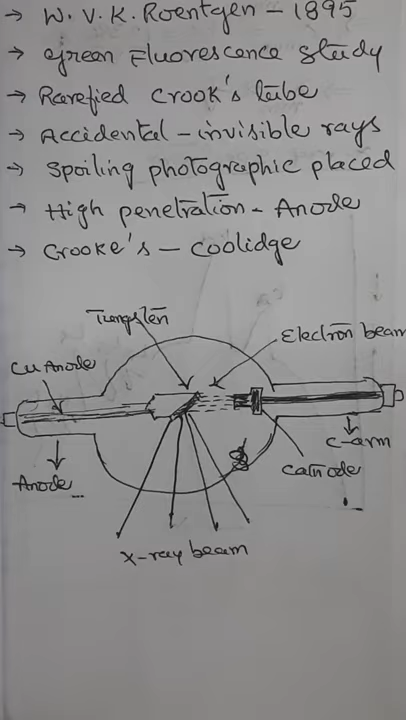 → W. V. K. Roentgen - 1895
→ green Fluorescence study
→ Rarefied Crook's tube
→ Accidental - invisible rays
→ Spoiling photographic placed
→ High penetration - Anode
→ Crooke's - Coolidge
Tungsten
Electron beam
Cu Anode
C-arm
Cathode
Anode
X-ray beam